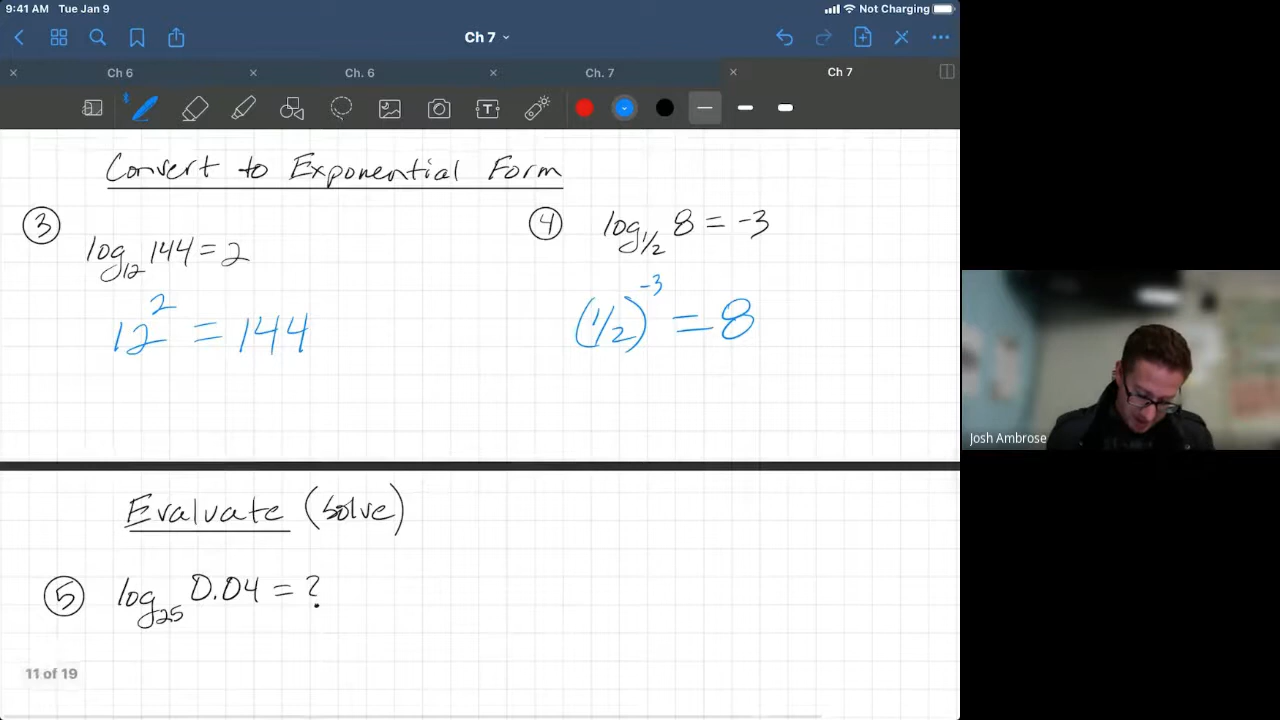 9:41 AM Tue Jan 9
Not Charging
Ch 7
Ch 6
Ch. 6
Ch. 7
Ch 7
T
Convert to Exponential Form
③ log₁₂ 144 = 2
12² = 144
④ log₁/₂ 8 = -3
(1/2)⁻³ = 8
Josh Ambrose
Evaluate (solve)
⑤ log₂₅ 0.04 = ?
11 of 19